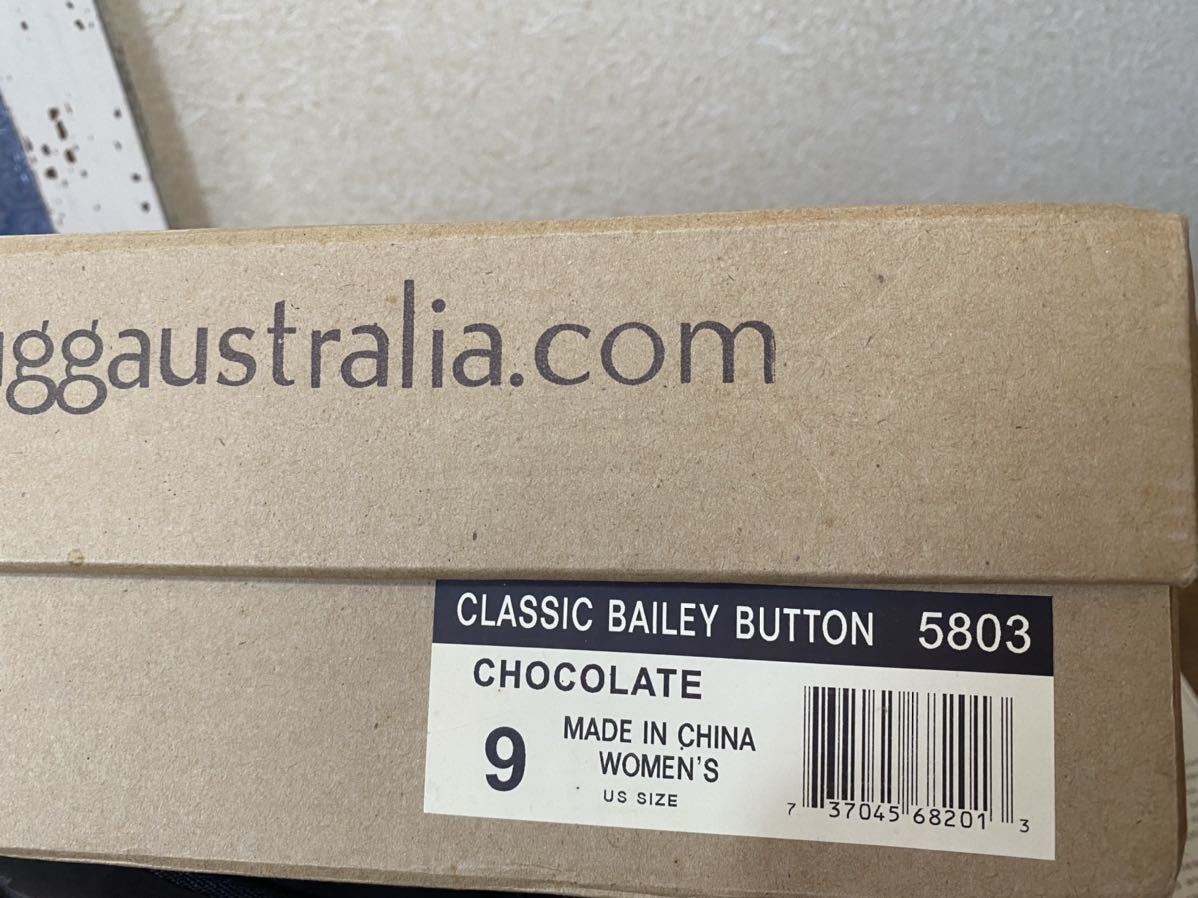 uggaustralia.com
CLASSIC BAILEY BUTTON 5803
CHOCOLATE
9
MADE IN CHINA
WOMEN'S
US SIZE
7 37045 68201 3